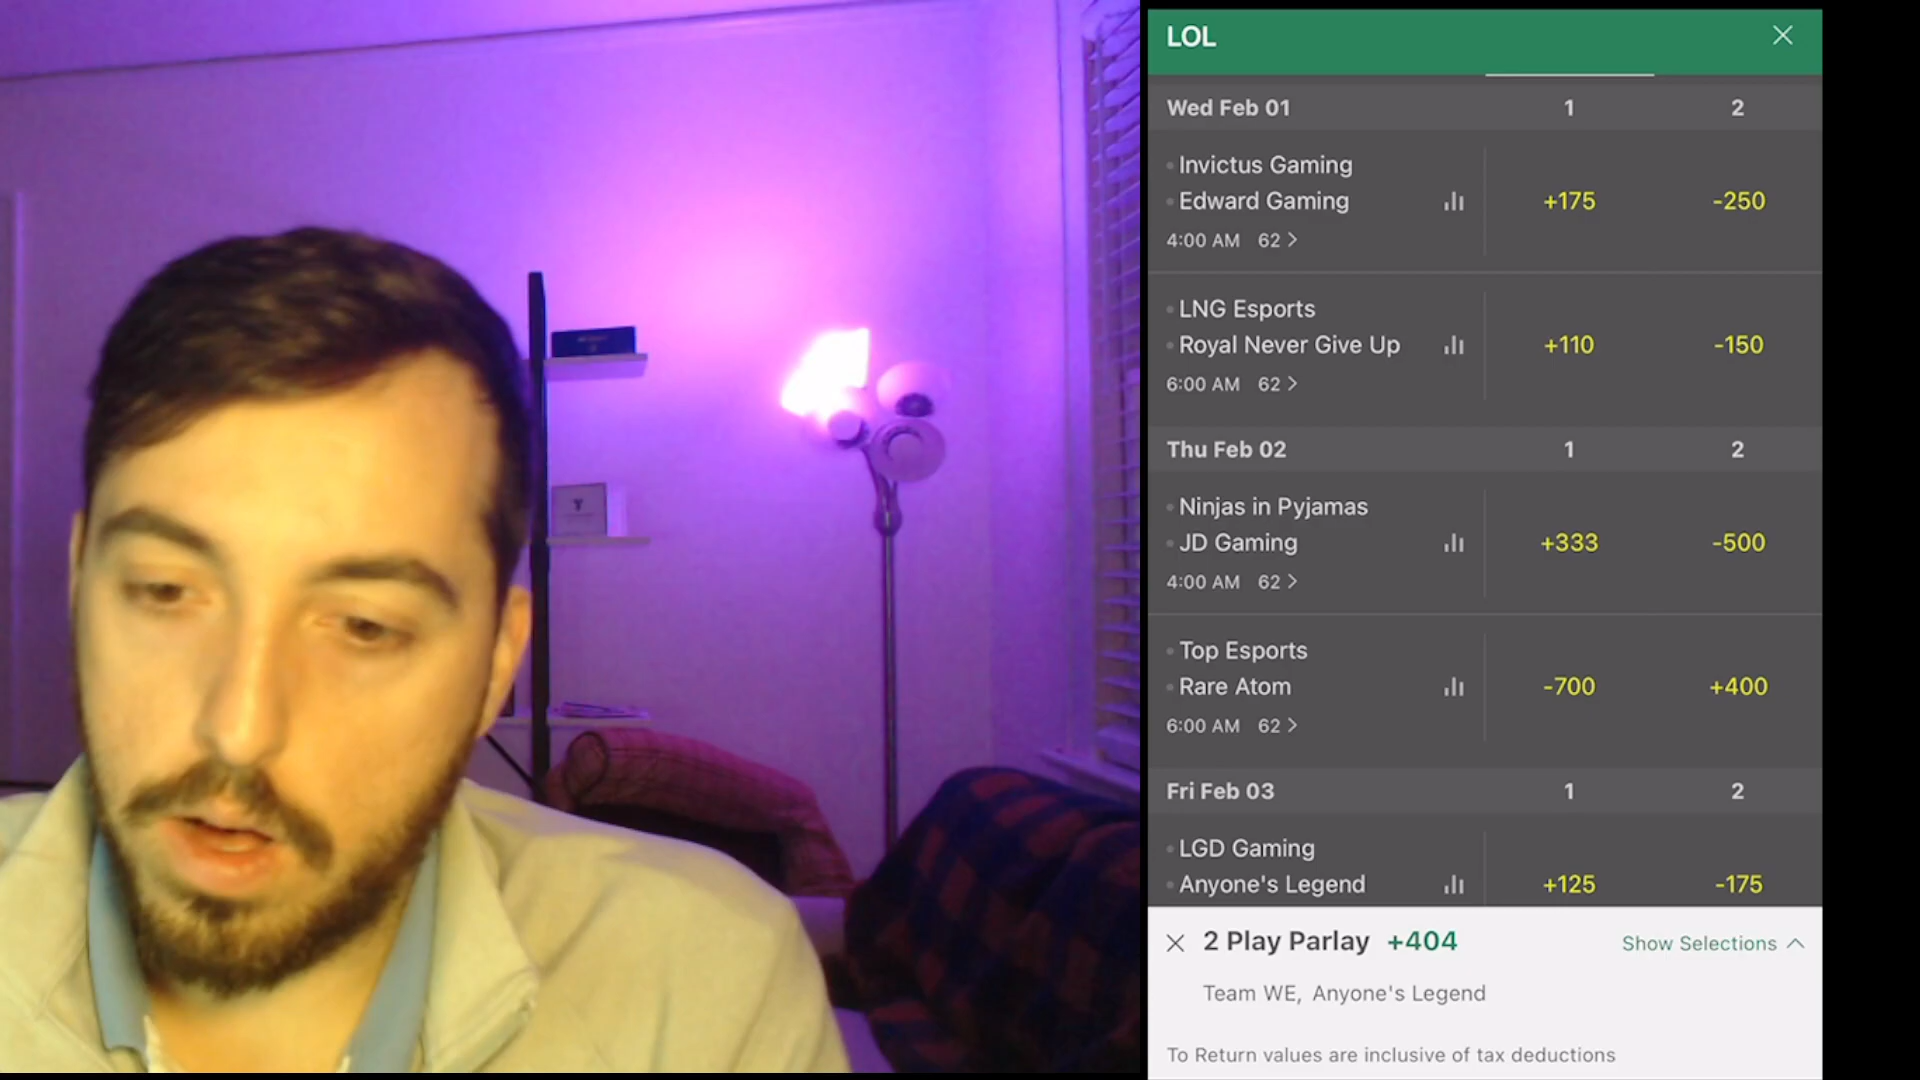 LOL
Wed Feb 01 1 2
Invictus Gaming
Edward Gaming +175 -250
4:00 AM 62 >
LNG Esports
Royal Never Give Up +110 -150
6:00 AM 62 >
Thu Feb 02 1 2
Ninjas in Pyjamas
JD Gaming +333 -500
4:00 AM 62 >
Top Esports
Rare Atom -700 +400
6:00 AM 62 >
Fri Feb 03 1 2
LGD Gaming
Anyone's Legend +125 -175
2 Play Parlay +404 Show Selections
Team WE, Anyone's Legend
To Return values are inclusive of tax deductions